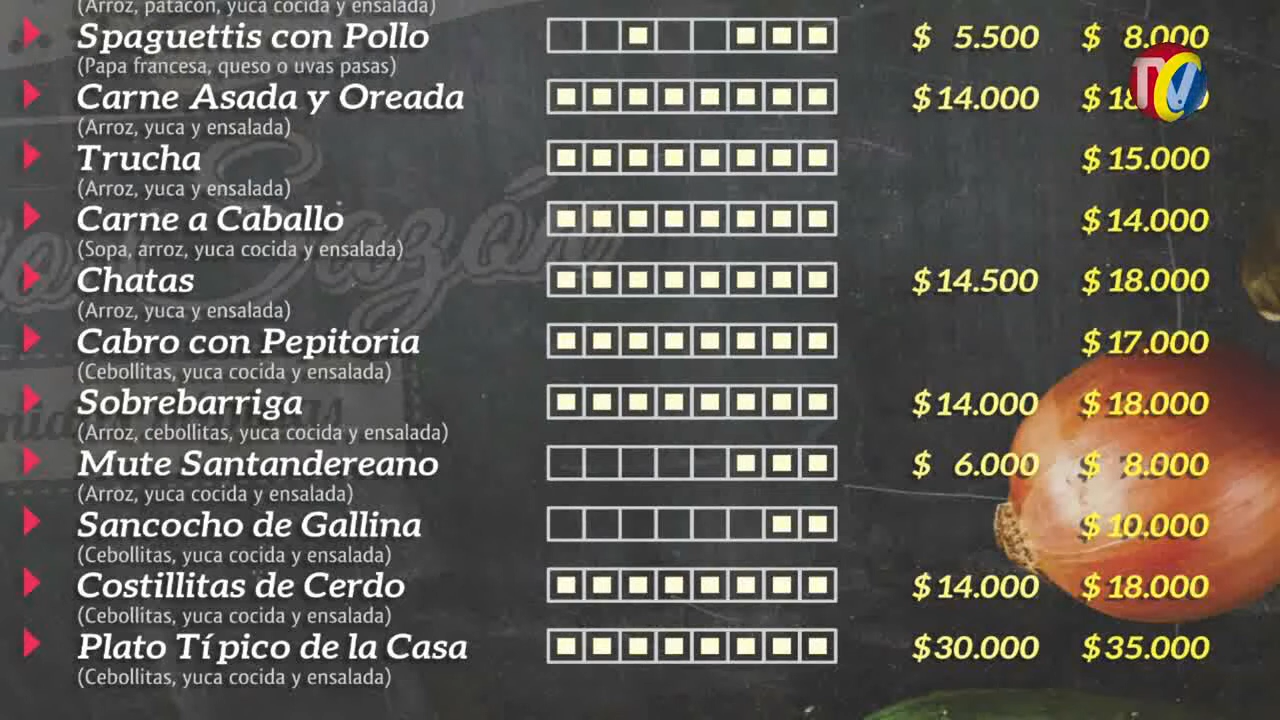 (Arroz, patacón, yuca cocida y ensalada)
Spaguettis con Pollo $ 5.500 $ 8.000
(Papa francesa, queso o uvas pasas)
Carne Asada y Oreada $ 14.000
(Arroz, yuca y ensalada)
Trucha $ 15.000
(Arroz, yuca y ensalada)
Carne a Caballo $ 14.000
(Sopa, arroz, yuca cocida y ensalada)
Chatas $ 14.500 $ 18.000
(Arroz, yuca y ensalada)
Cabro con Pepitoria $ 17.000
(Cebollitas, yuca cocida y ensalada)
Sobrebarriga $ 14.000 $ 18.000
(Arroz, cebollitas, yuca cocida y ensalada)
Mute Santandereano $ 6.000 $ 8.000
(Arroz, yuca cocida y ensalada)
Sancocho de Gallina $ 10.000
(Cebollitas, yuca cocida y ensalada)
Costillitas de Cerdo $ 14.000 $ 18.000
(Cebollitas, yuca cocida y ensalada)
Plato Típico de la Casa $ 30.000 $ 35.000
(Cebollitas, yuca cocida y ensalada)
Sazón